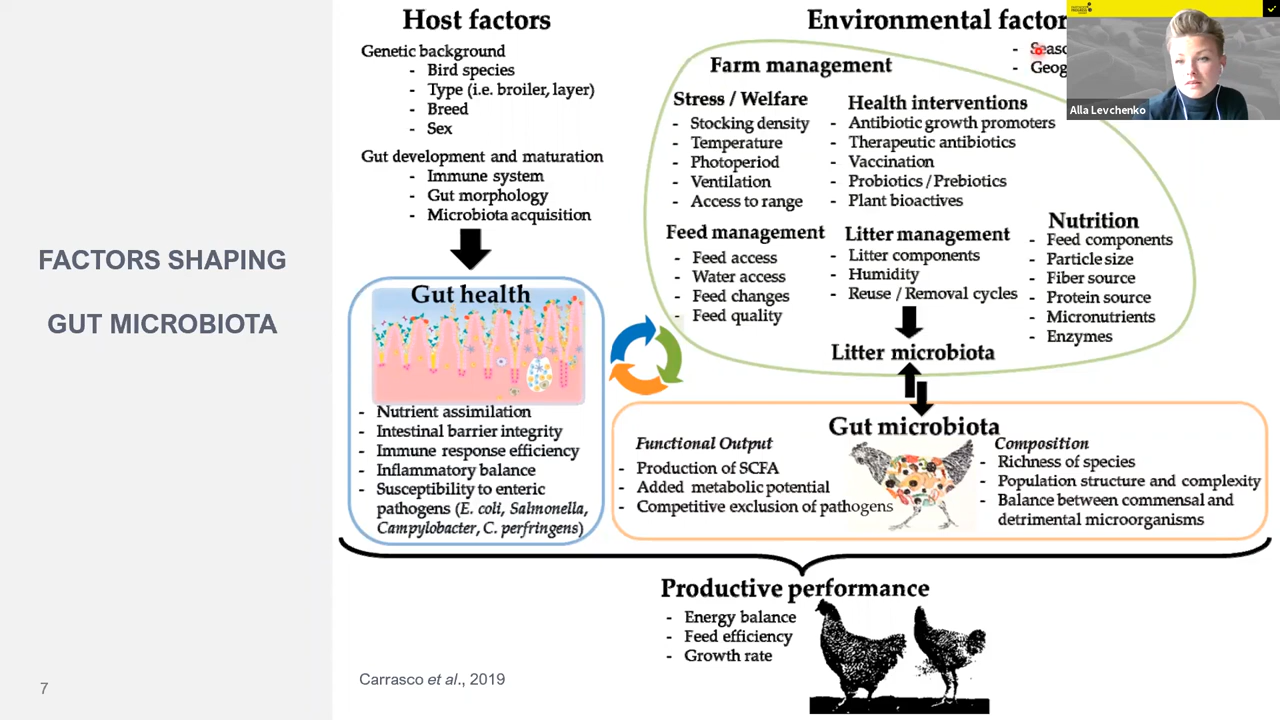 FACTORS SHAPING
GUT MICROBIOTA
7
Host factors
Genetic background
- Bird species
- Type (i.e. broiler, layer)
- Breed
- Sex
Gut development and maturation
- Immune system
- Gut morphology
- Microbiota acquisition
Gut health
- Nutrient assimilation
- Intestinal barrier integrity
- Immune response efficiency
- Inflammatory balance
- Susceptibility to enteric
pathogens (E. coli, Salmonella,
Campylobacter, C. perfringens)
Environmental factor
- Seaso
- Geog
Farm management
Stress / Welfare
- Stocking density
- Temperature
- Photoperiod
- Ventilation
- Access to range
Health interventions
- Antibiotic growth promoters
- Therapeutic antibiotics
- Vaccination
- Probiotics / Prebiotics
- Plant bioactives
Feed management
- Feed access
- Water access
- Feed changes
- Feed quality
Litter management
- Litter components
- Humidity
- Reuse / Removal cycles
Nutrition
- Feed components
- Particle size
- Fiber source
- Protein source
- Micronutrients
- Enzymes
Litter microbiota
Gut microbiota
Functional Output
- Production of SCFA
- Added metabolic potential
- Competitive exclusion of pathogens
Composition
- Richness of species
- Population structure and complexity
- Balance between commensal and
detrimental microorganisms
Productive performance
- Energy balance
- Feed efficiency
- Growth rate
Carrasco et al., 2019
Alla Levchenko